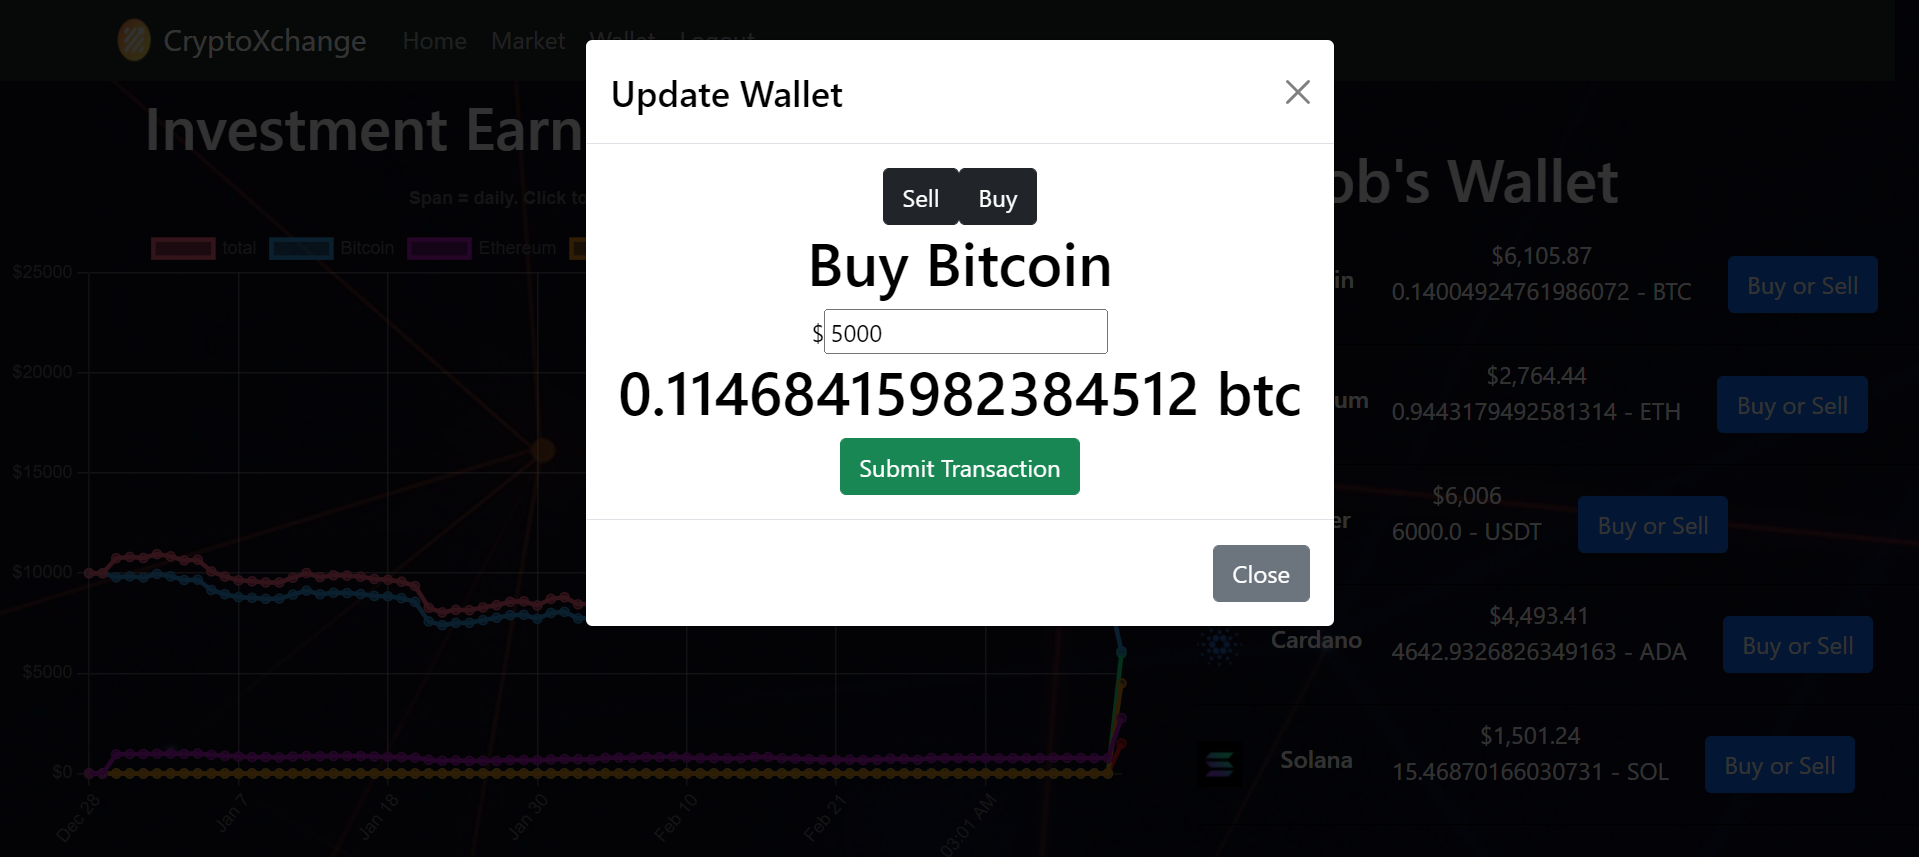 CryptoXchange Home Market Wallet Logout
Update Wallet
Investment Earn
Sell Buy
ob's Wallet
Span = daily. Click to
total Bitcoin Ethereum
Buy Bitcoin
$ 5000
0.11468415982384512 btc
Submit Transaction
Close
$25000
$20000
$15000
$10000
$5000
$0
Dec 28
Jan 7
Jan 18
Jan 30
Feb 10
Feb 21
03:01 AM
in
$6,105.87
0.14004924761986072 - BTC
Buy or Sell
um
$2,764.44
0.9443179492581314 - ETH
Buy or Sell
er
$6,006
6000.0 - USDT
Buy or Sell
Cardano
$4,493.41
4642.9326826349163 - ADA
Buy or Sell
Solana
$1,501.24
15.46870166030731 - SOL
Buy or Sell